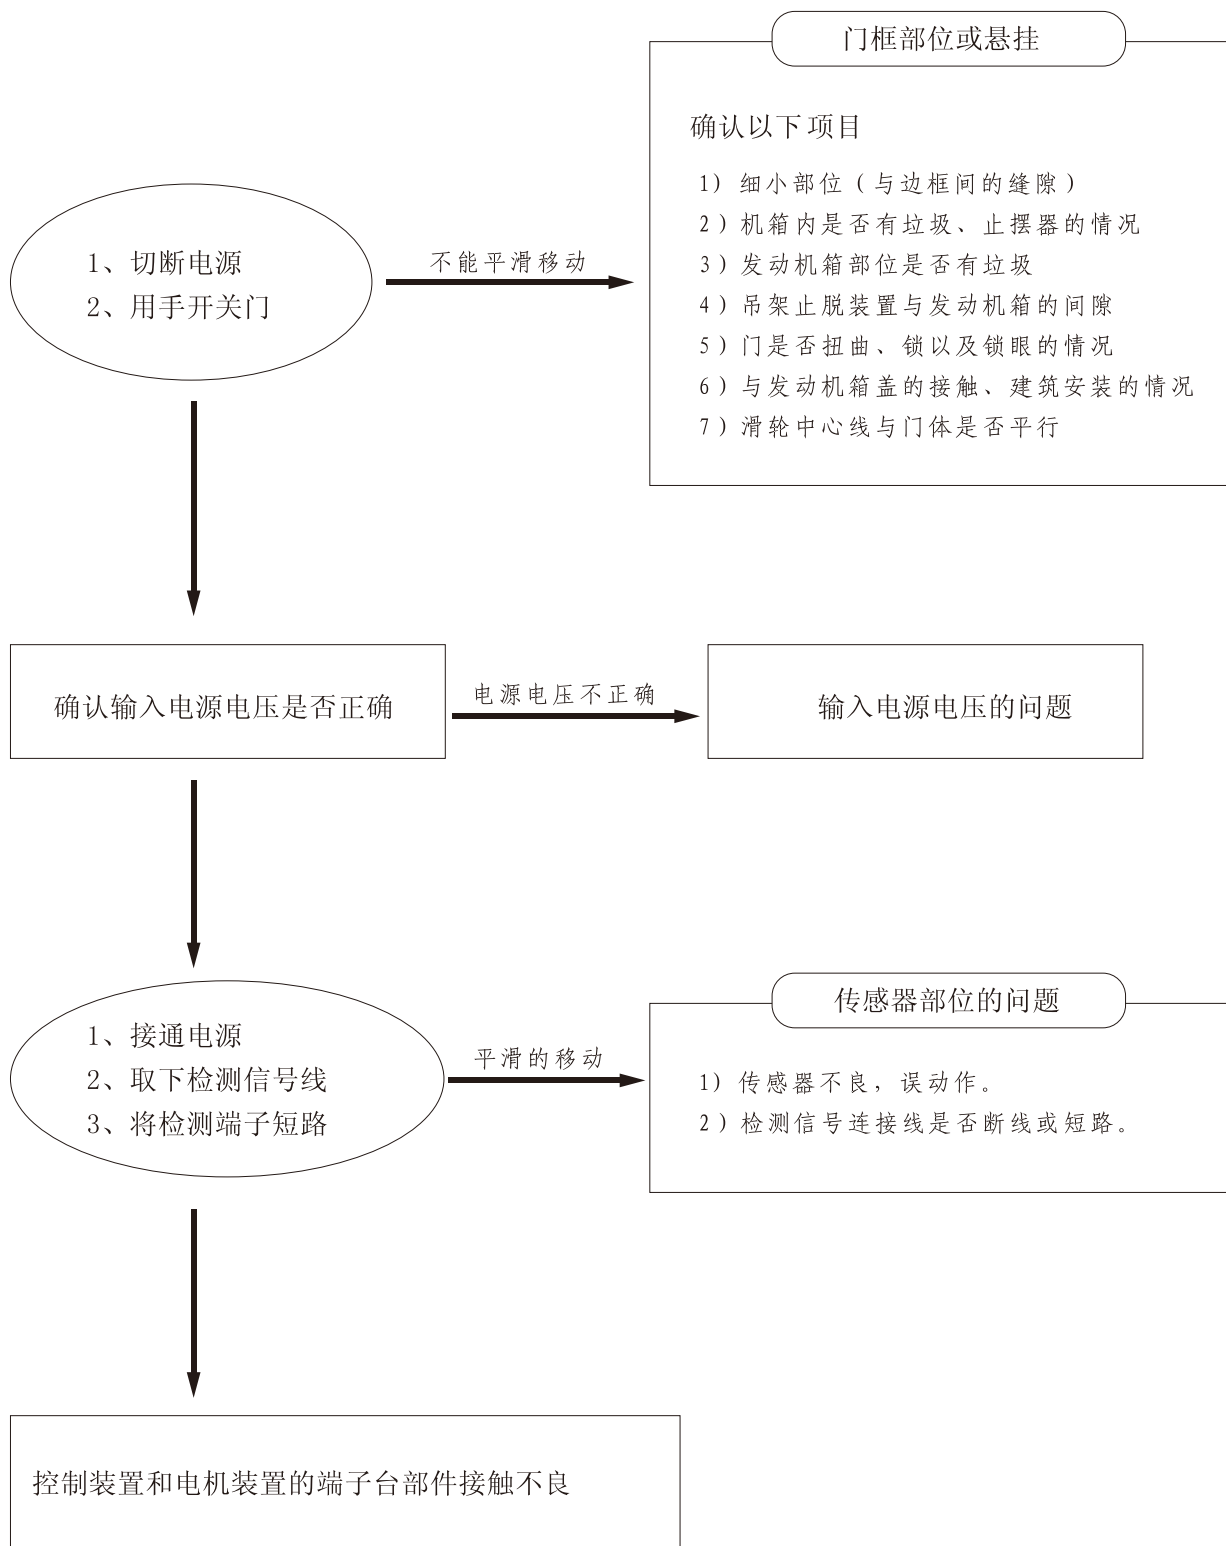 门框部位或悬挂
确认以下项目
1）细小部位（与边框间的缝隙）
2）机箱内是否有垃圾、止摆器的情况
3）发动机箱部位是否有垃圾
4）吊架止脱装置与发动机箱的间隙
5）门是否扭曲、锁以及锁眼的情况
6）与发动机箱盖的接触、建筑安装的情况
7）滑轮中心线与门体是否平行
1、切断电源
2、用手开关门
不能平滑移动
确认输入电源电压是否正确
电源电压不正确
输入电源电压的问题
1、接通电源
2、取下检测信号线
3、将检测端子短路
平滑的移动
传感器部位的问题
1）传感器不良，误动作。
2）检测信号连接线是否断线或短路。
控制装置和电机装置的端子台部件接触不良